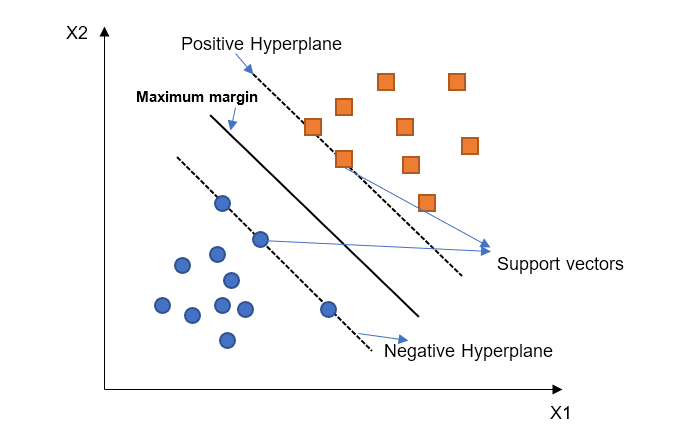 X2
Positive Hyperplane
Maximum margin
Support vectors
Negative Hyperplane
X1